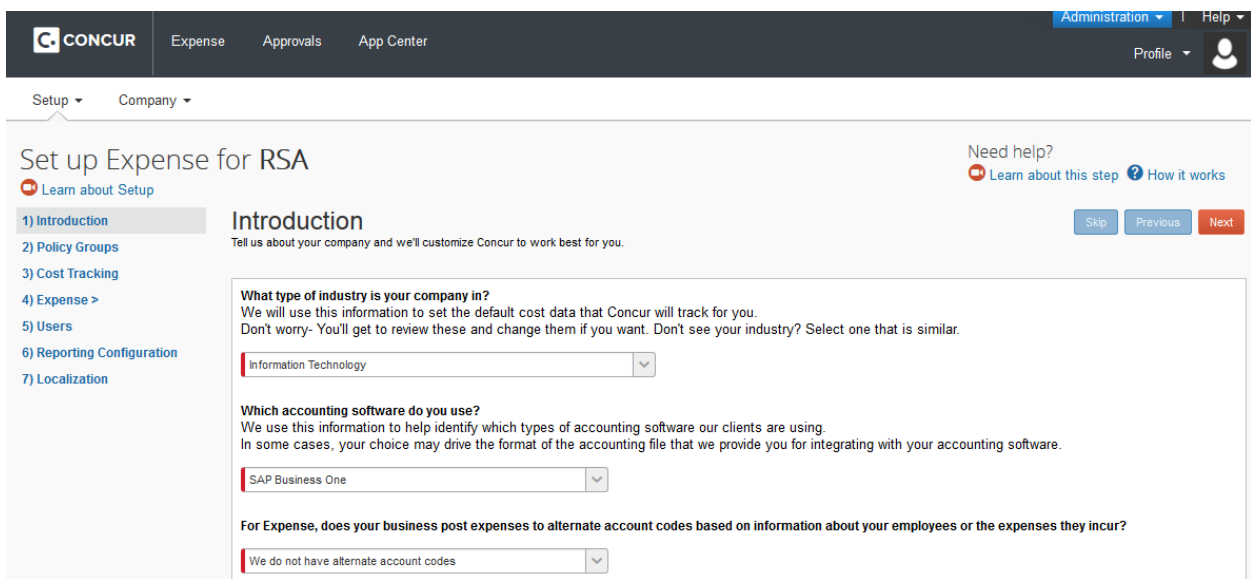 Administration | Help
C. CONCUR Expense Approvals App Center
Profile
Setup Company
Set up Expense for RSA
Learn about Setup
Need help?
Learn about this step ? How it works
1) Introduction
2) Policy Groups
3) Cost Tracking
4) Expense >
5) Users
6) Reporting Configuration
7) Localization
Introduction
Skip Previous Next
Tell us about your company and we'll customize Concur to work best for you.
What type of industry is your company in?
We will use this information to set the default cost data that Concur will track for you.
Don't worry- You'll get to review these and change them if you want. Don't see your industry? Select one that is similar.
Information Technology
Which accounting software do you use?
We use this information to help identify which types of accounting software our clients are using.
In some cases, your choice may drive the format of the accounting file that we provide you for integrating with your accounting software.
SAP Business One
For Expense, does your business post expenses to alternate account codes based on information about your employees or the expenses they incur?
We do not have alternate account codes